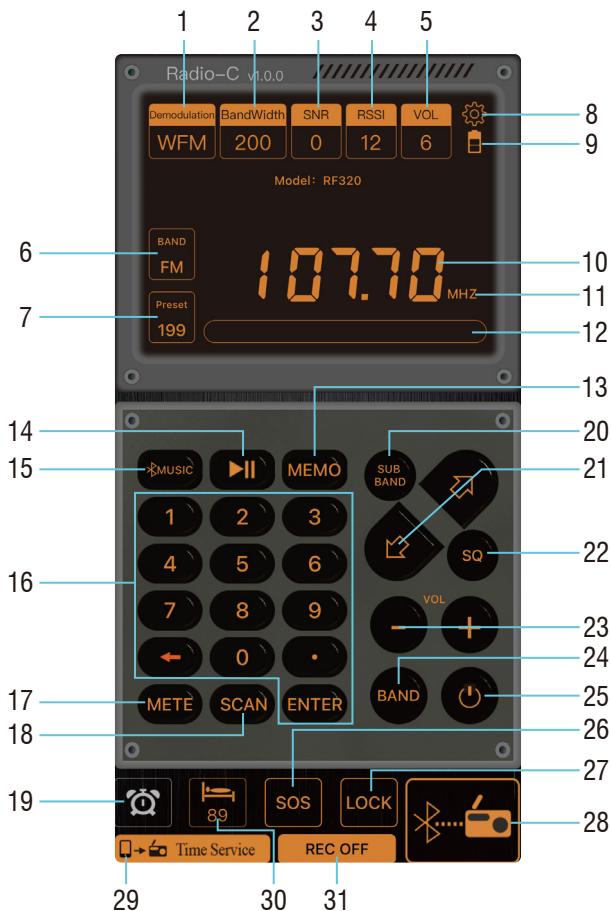 1 2 3 4 5
Radio-C v1.0.0
Demodulation BandWidth SNR RSSI VOL
WFM 200 0 12 6
8
9
Model: RF320
6
BAND
FM
107.70
MHZ
10
11
7
Preset
199
12
13
14
15
MUSIC MEMO
SUB
BAND
20
21
1 2 3
4 5 6
SQ
22
16
7 8 9
VOL
- +
23
0 .
24
17
METE SCAN ENTER
BAND
25
18
26
27
19
89
SOS LOCK
28
Time Service REC OFF
29 30 31